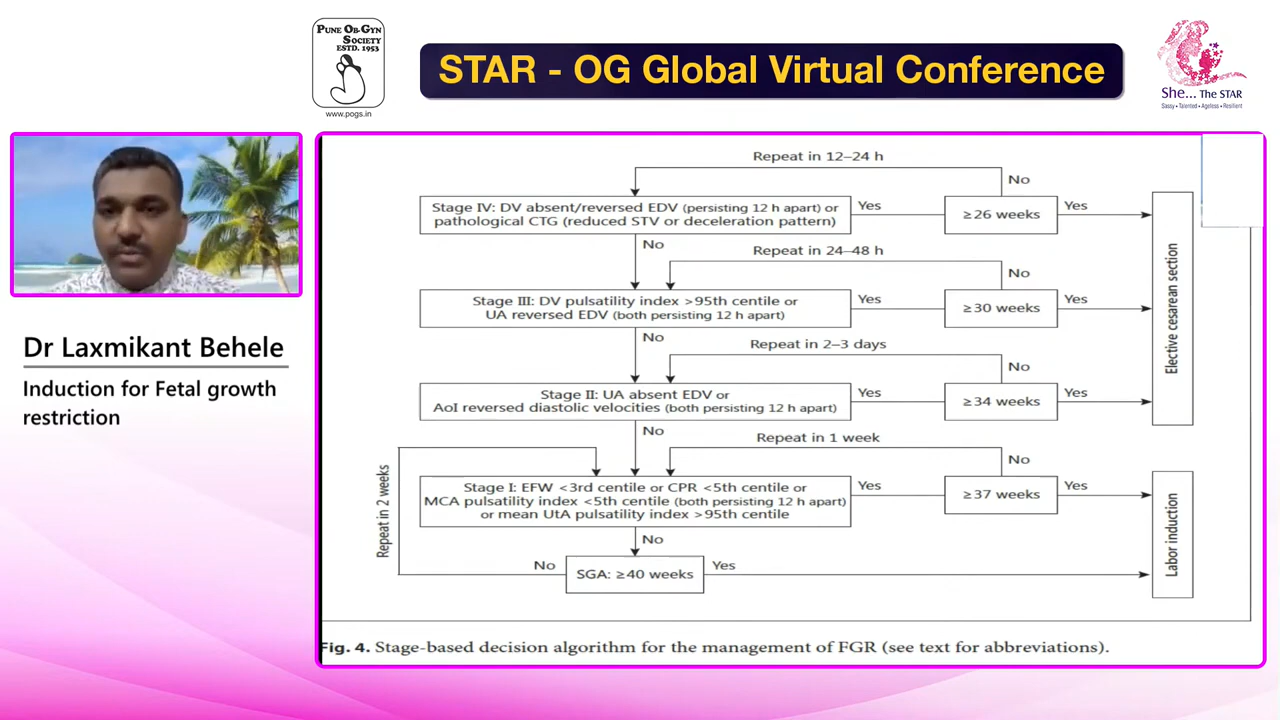 PUNE OB-GYN
SOCIETY
ESTD. 1953
www.pogs.in
STAR - OG Global Virtual Conference
She... The STAR
Sassy • Talented • Ageless • Resilient
Dr Laxmikant Behele
Induction for Fetal growth
restriction
Repeat in 12–24 h
No
Stage IV: DV absent/reversed EDV (persisting 12 h apart) or
pathological CTG (reduced STV or deceleration pattern)
Yes
≥26 weeks
Yes
No
Repeat in 24–48 h
No
Stage III: DV pulsatility index >95th centile or
UA reversed EDV (both persisting 12 h apart)
Yes
≥30 weeks
Yes
Elective cesarean section
No
Repeat in 2–3 days
No
Stage II: UA absent EDV or
AoI reversed diastolic velocities (both persisting 12 h apart)
Yes
≥34 weeks
Yes
No
Repeat in 1 week
No
Repeat in 2 weeks
Stage I: EFW <3rd centile or CPR <5th centile or
MCA pulsatility index <5th centile (both persisting 12 h apart)
or mean UtA pulsatility index >95th centile
Yes
≥37 weeks
Yes
Labor induction
No
No
SGA: ≥40 weeks
Yes
Fig. 4. Stage-based decision algorithm for the management of FGR (see text for abbreviations).